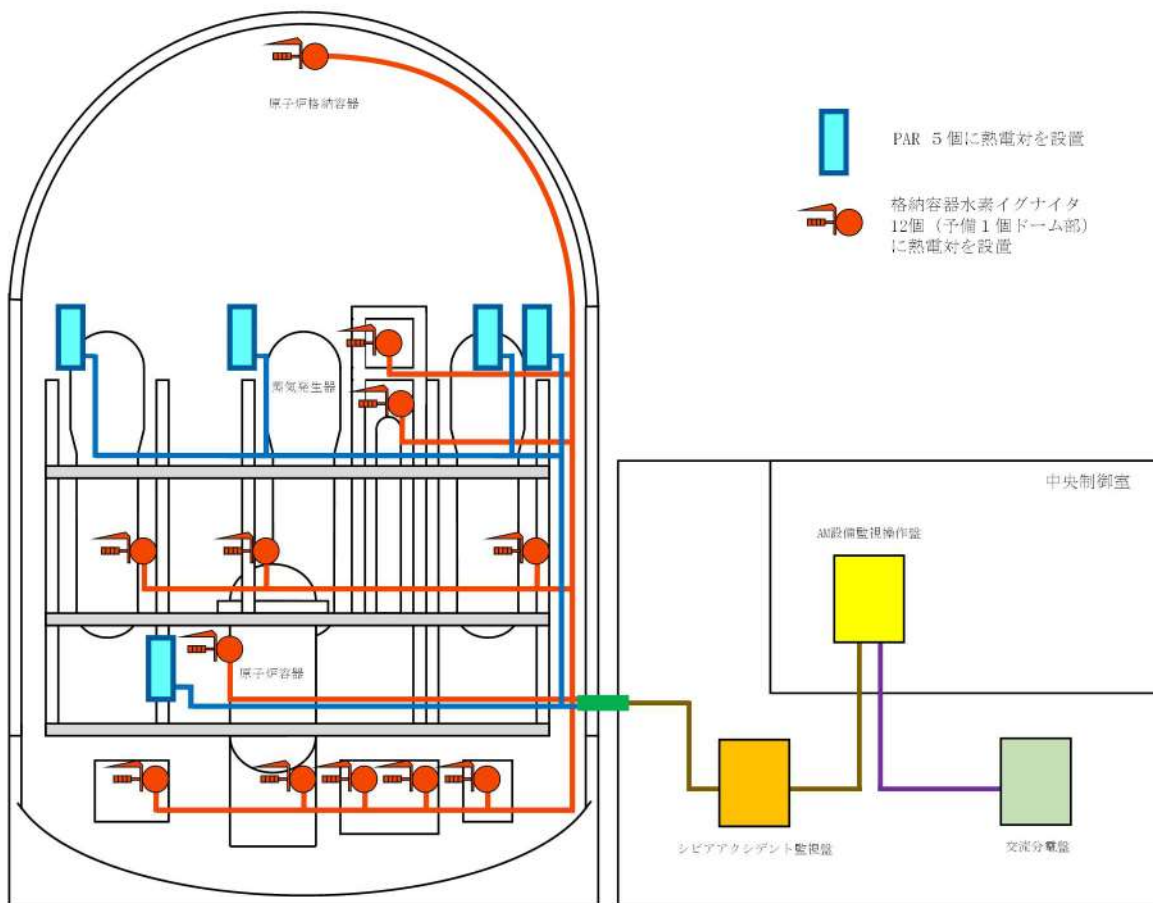 原子炉格納容器
PAR 5個に熱電対を設置
格納容器水素イグナイタ
12個（予備1個ドーム部）
に熱電対を設置
蒸気発生器
中央制御室
AM設備監視操作盤
原子炉容器
シビアアクシデント監視盤
交流分電盤